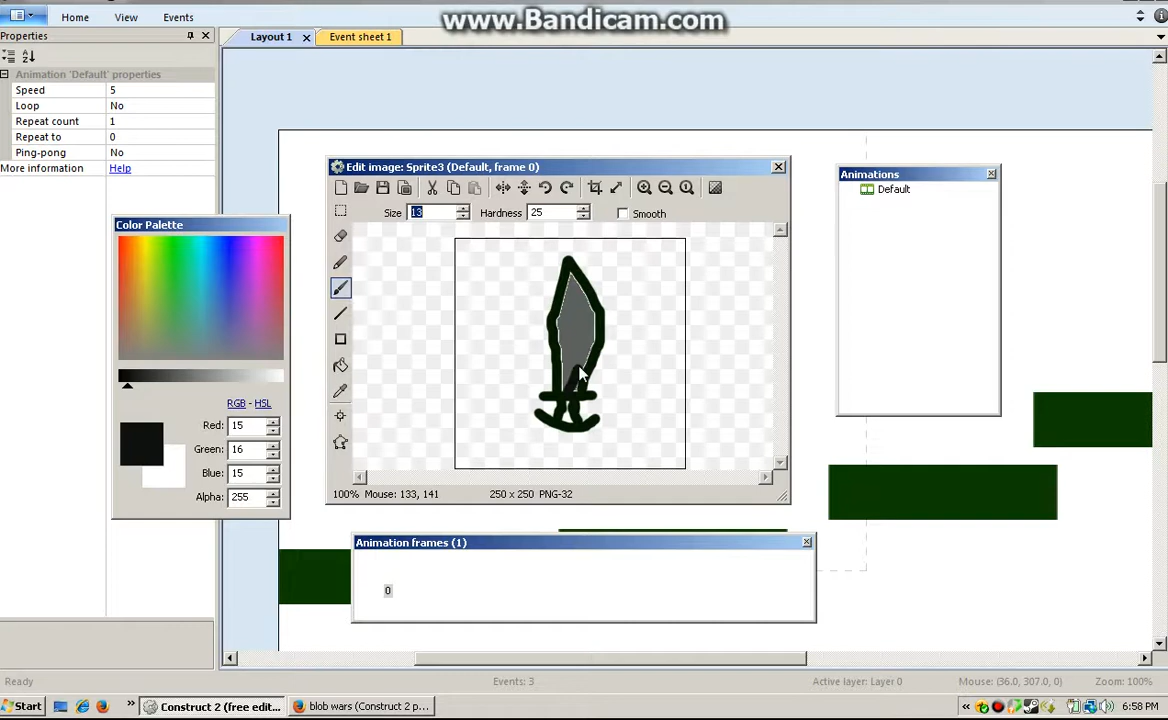 www.Bandicam.com
Home View Events
Properties
Layout 1 Event sheet 1
Animation 'Default' properties
Speed 5
Loop No
Repeat count 1
Repeat to 0
Ping-pong No
More information Help
Edit image: Sprite3 (Default, frame 0)
Size 13 Hardness 25 Smooth
Animations
Default
Color Palette
RGB - HSL
Red: 15
Green: 16
Blue: 15
Alpha: 255
100% Mouse: 133, 141 250 x 250 PNG-32
Animation frames (1)
0
Ready Events: 3 Active layer: Layer 0 Mouse: (36.0, 307.0, 0) Zoom: 100%
Start Construct 2 (free edit... blob wars (Construct 2 p... 6:58 PM